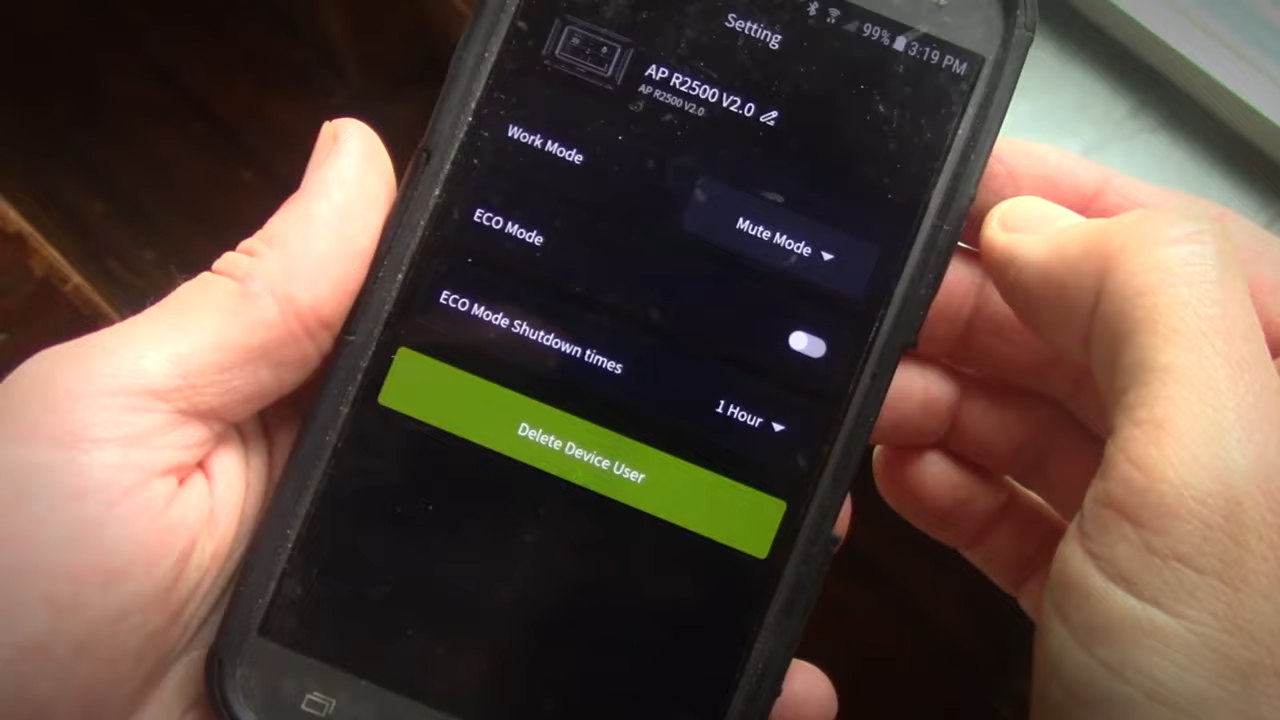 99% 3:19 PM
Setting
AP R2500 V2.0
AP R2500 V2.0
Work Mode
Mute Mode
ECO Mode
ECO Mode Shutdown times
1 Hour
Delete Device User